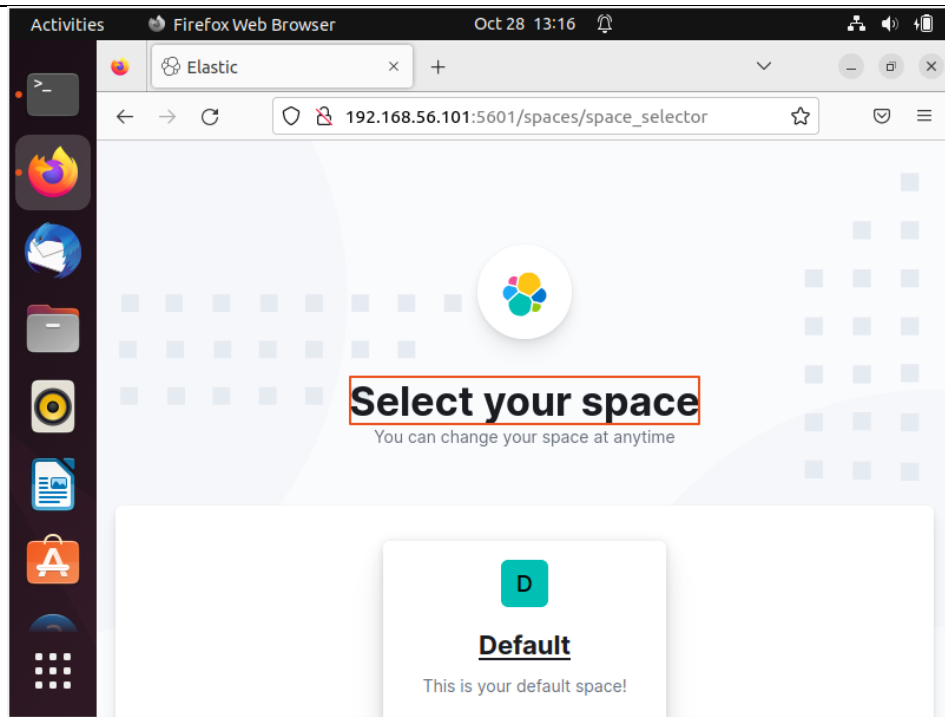 Activities
Firefox Web Browser
Oct 28 13:16
Elastic
192.168.56.101:5601/spaces/space_selector
Select your space
You can change your space at anytime
D
Default
This is your default space!